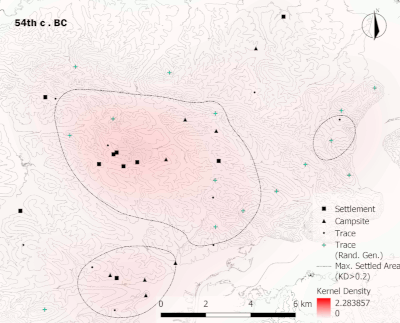 54th c . BC
N
Settlement
Campsite
Trace
Trace
(Rand. Gen.)
Max. Settled Area
(KD>0.2)
Kernel Density
2.283857
0
0 2 4 6 km